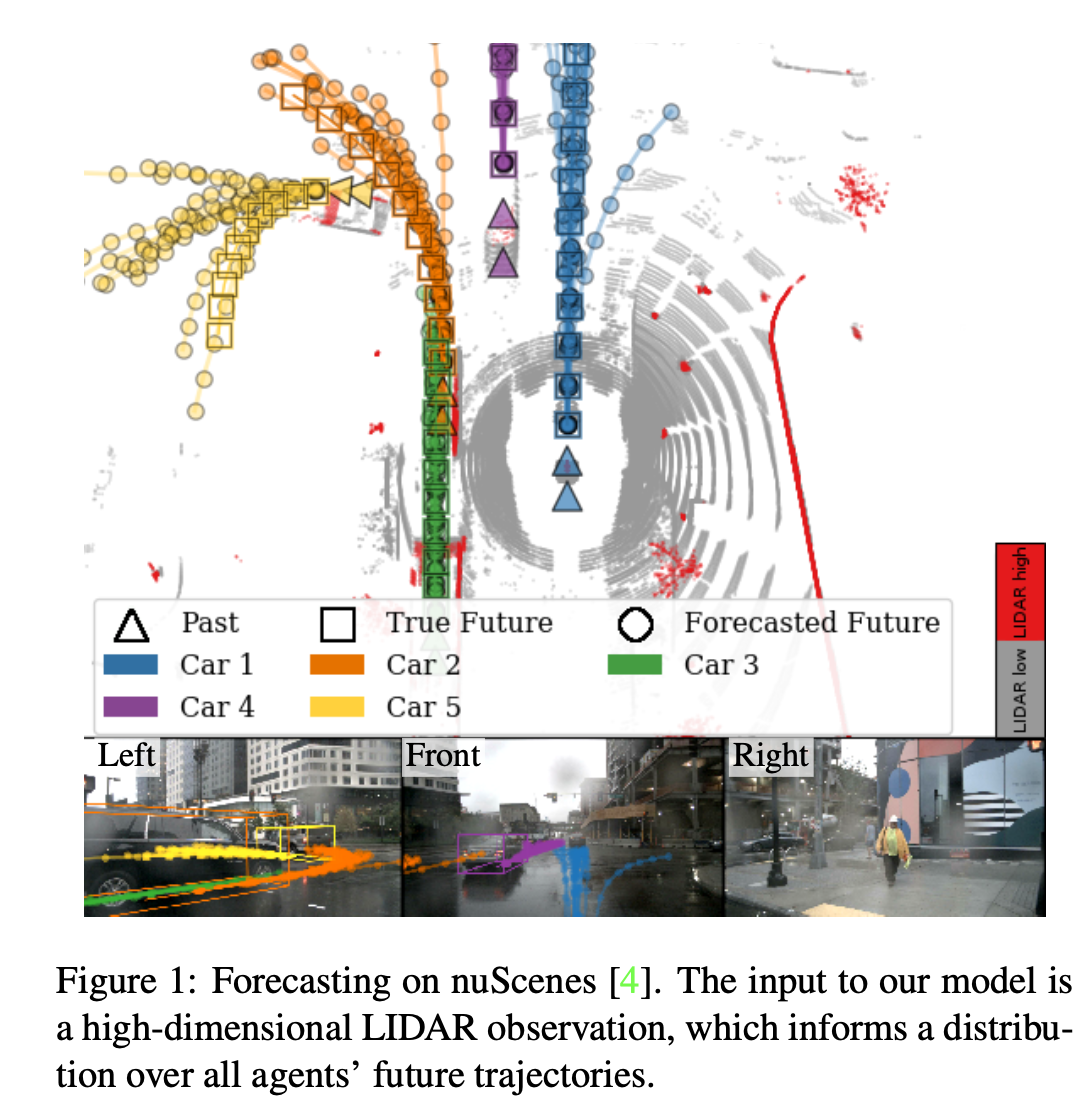 LIDAR high
LIDAR low
Past True Future Forecasted Future
Car 1 Car 2 Car 3
Car 4 Car 5
Left Front Right
Figure 1: Forecasting on nuScenes [4]. The input to our model is
a high-dimensional LIDAR observation, which informs a distribu-
tion over all agents’ future trajectories.